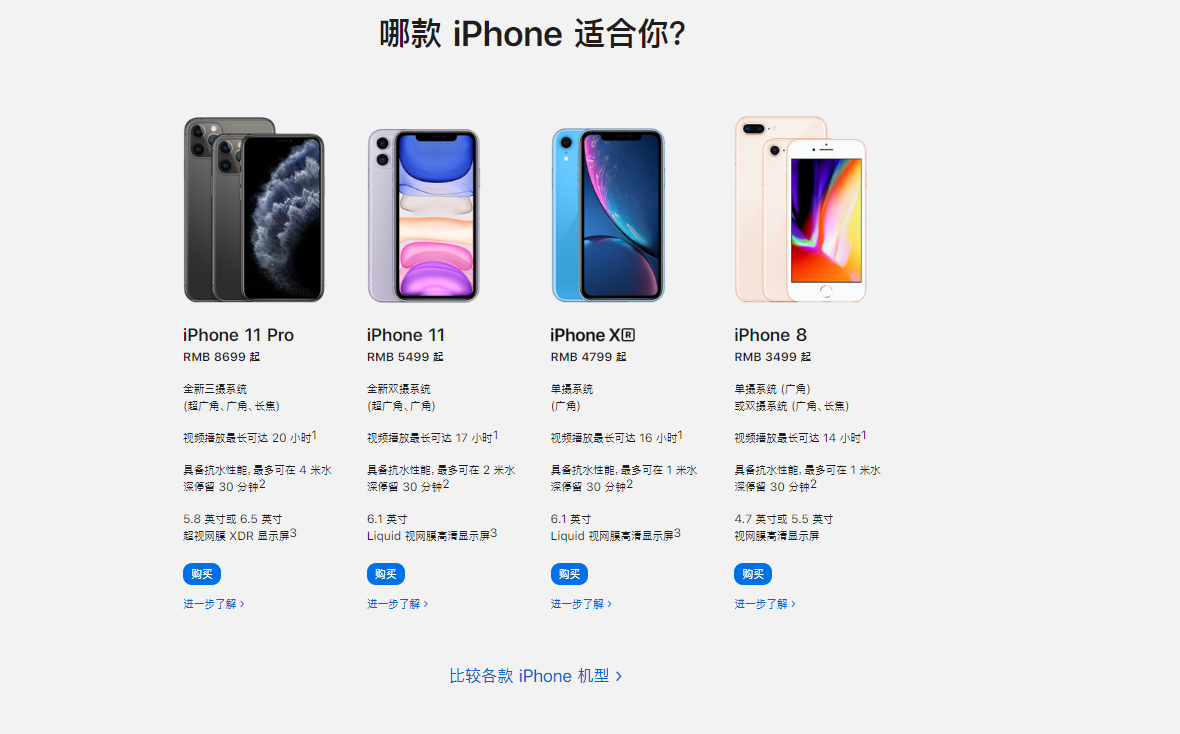 哪款 iPhone 适合你?
iPhone 11 Pro
RMB 8699 起
全新三摄系统
(超广角、广角、长焦)
视频播放最长可达 20 小时1
具备抗水性能, 最多可在 4 米水
深停留 30 分钟2
5.8 英寸或 6.5 英寸
超视网膜 XDR 显示屏3
购买
进一步了解 >
iPhone 11
RMB 5499 起
全新双摄系统
(超广角、广角)
视频播放最长可达 17 小时1
具备抗水性能, 最多可在 2 米水
深停留 30 分钟2
6.1 英寸
Liquid 视网膜高清显示屏3
购买
进一步了解 >
iPhone XR
RMB 4799 起
单摄系统
(广角)
视频播放最长可达 16 小时1
具备抗水性能, 最多可在 1 米水
深停留 30 分钟2
6.1 英寸
Liquid 视网膜高清显示屏3
购买
进一步了解 >
iPhone 8
RMB 3499 起
单摄系统 (广角)
或双摄系统 (广角、长焦)
视频播放最长可达 14 小时1
具备抗水性能, 最多可在 1 米水
深停留 30 分钟2
4.7 英寸或 5.5 英寸
视网膜高清显示屏
购买
进一步了解 >
比较各款 iPhone 机型 >